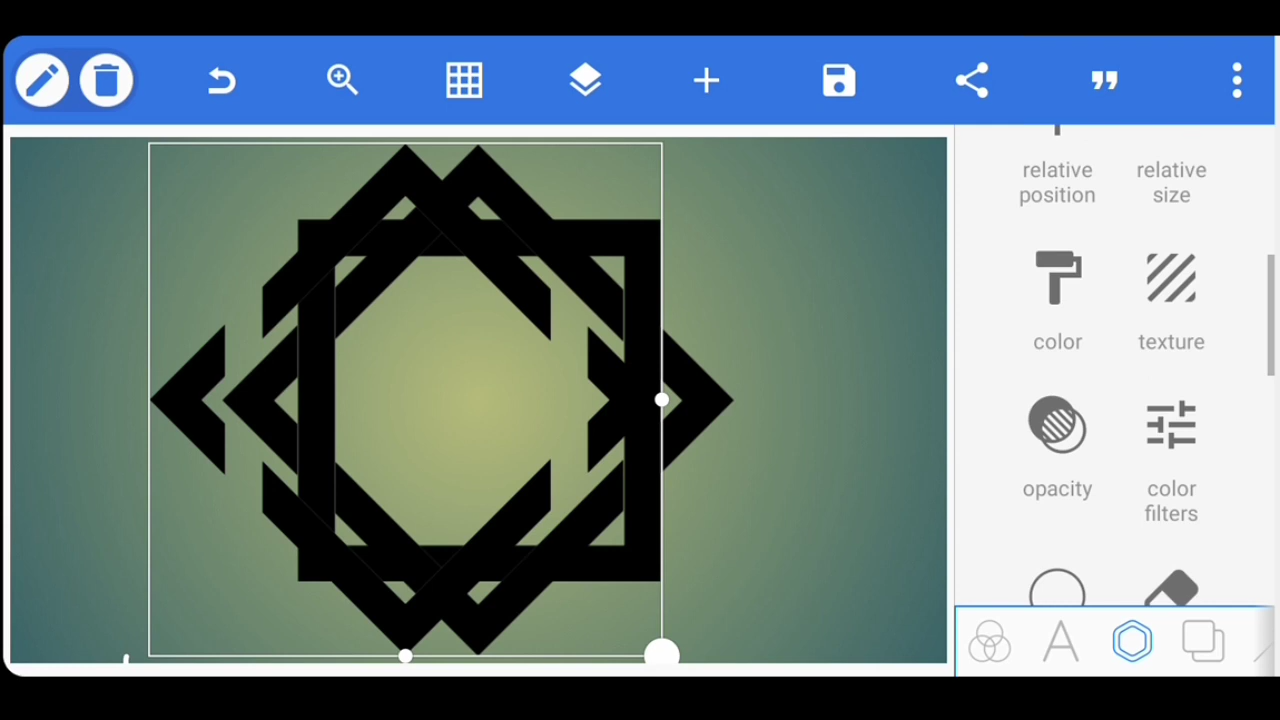 relative
position
relative
size
color
texture
opacity
color
filters
A